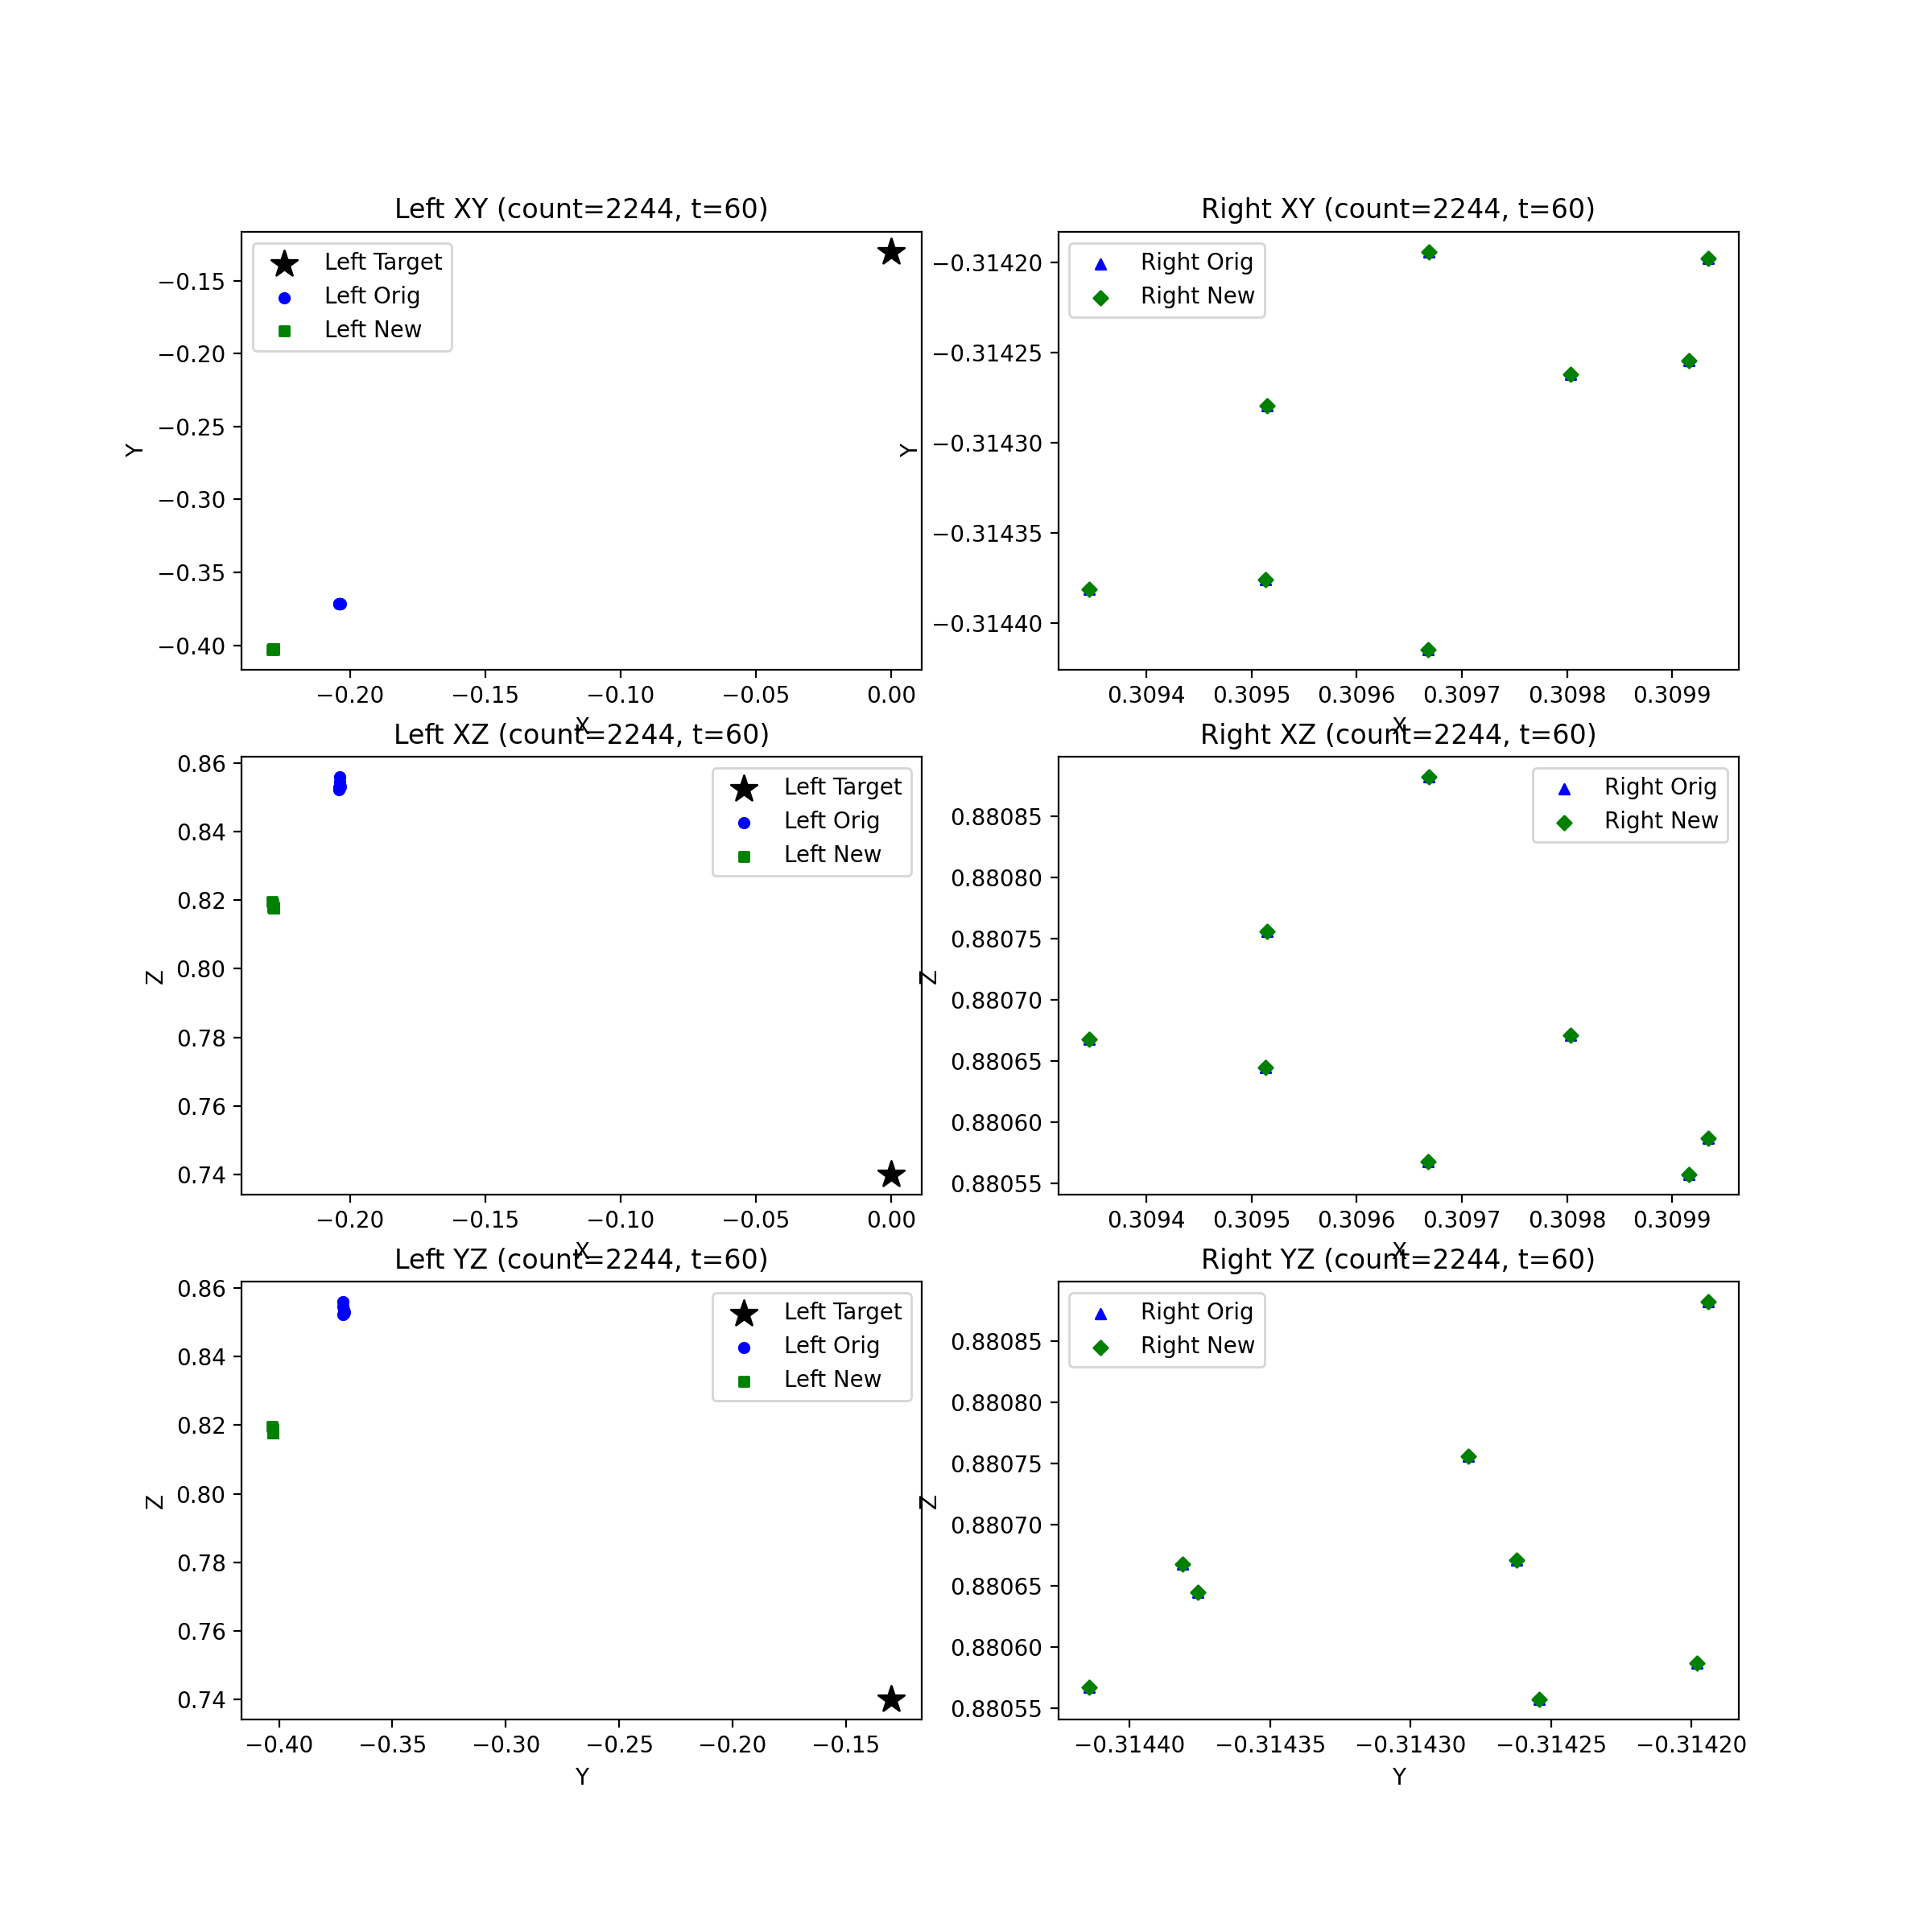 Left XY (count=2244, t=60)
Left Target
Left Orig
Left New
−0.15
−0.20
−0.25
−0.30
−0.35
−0.40
Y
−0.20 −0.15 −0.10 −0.05 0.00
X
Right XY (count=2244, t=60)
Right Orig
Right New
−0.31420
−0.31425
−0.31430
−0.31435
−0.31440
Y
0.3094 0.3095 0.3096 0.3097 0.3098 0.3099
X
Left XZ (count=2244, t=60)
Left Target
Left Orig
Left New
0.86
0.84
0.82
0.80
0.78
0.76
0.74
Z
−0.20 −0.15 −0.10 −0.05 0.00
X
Right XZ (count=2244, t=60)
Right Orig
Right New
0.88085
0.88080
0.88075
0.88070
0.88065
0.88060
0.88055
Z
0.3094 0.3095 0.3096 0.3097 0.3098 0.3099
X
Left YZ (count=2244, t=60)
Left Target
Left Orig
Left New
0.86
0.84
0.82
0.80
0.78
0.76
0.74
Z
−0.40 −0.35 −0.30 −0.25 −0.20 −0.15
Y
Right YZ (count=2244, t=60)
Right Orig
Right New
0.88085
0.88080
0.88075
0.88070
0.88065
0.88060
0.88055
Z
−0.31440 −0.31435 −0.31430 −0.31425 −0.31420
Y